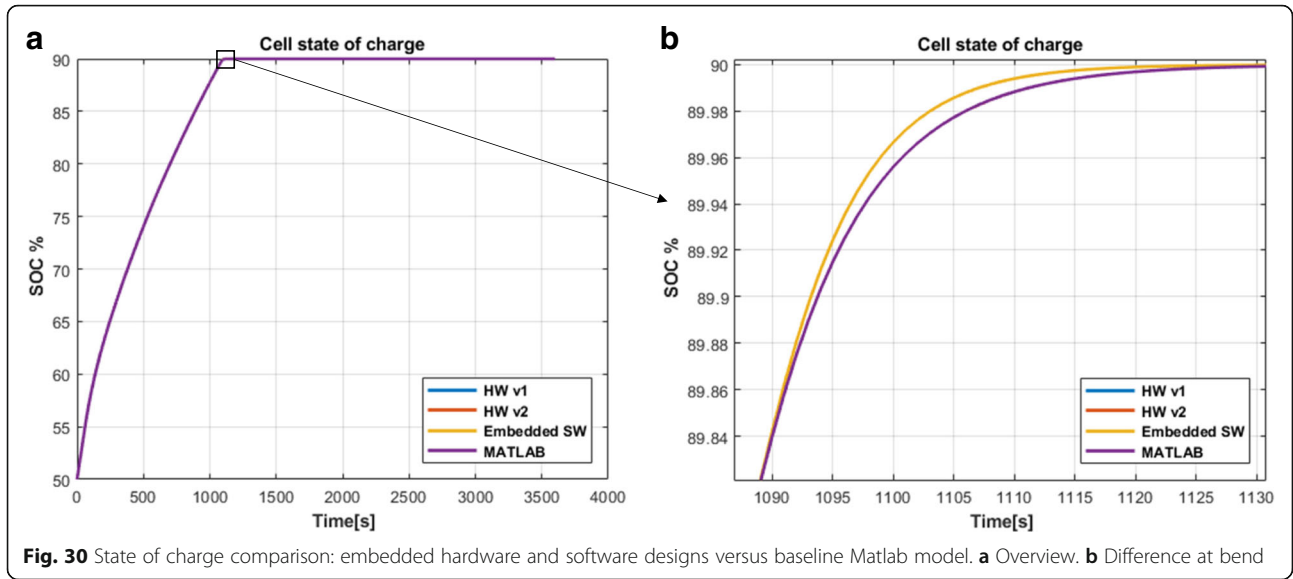 a
Cell state of charge
90
85
80
75
70
65
60
55
50
SOC %
0 500 1000 1500 2000 2500 3000 3500 4000
Time[s]
HW v1
HW v2
Embedded SW
MATLAB
b
Cell state of charge
90
89.98
89.96
89.94
89.92
89.9
89.88
89.86
89.84
SOC %
1090 1095 1100 1105 1110 1115 1120 1125 1130
Time[s]
HW v1
HW v2
Embedded SW
MATLAB
Fig. 30 State of charge comparison: embedded hardware and software designs versus baseline Matlab model. a Overview. b Difference at bend